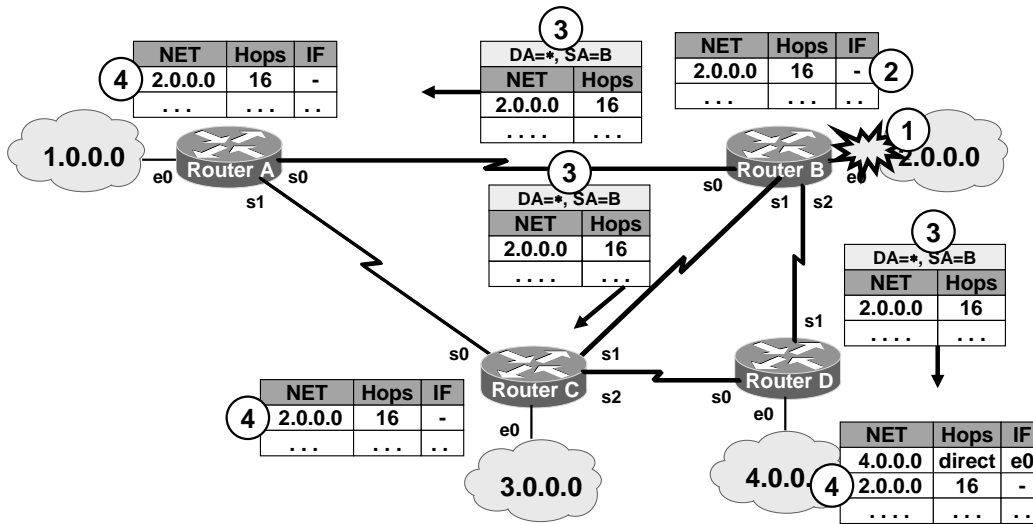 3
NET Hops IF
4 2.0.0.0 16 -
. . . . . . . .
DA=*, SA=B
NET Hops
2.0.0.0 16
. . . . . . .
NET Hops IF
2.0.0.0 16 - 2
. . . . . . . .
1
1.0.0.0
e0 Router A s0
s1
3
DA=*, SA=B
NET Hops
2.0.0.0 16
. . . . . . .
s0 Router B e0
s1 s2
2.0.0.0
3
DA=*, SA=B
NET Hops
2.0.0.0 16
. . . . . . .
s0 s1
Router C
s2
e0
3.0.0.0
s1
Router D
s0
e0
4.0.0.
NET Hops IF
4 2.0.0.0 16 -
. . . . . . . .
NET Hops IF
4.0.0.0 direct e0
4 2.0.0.0 16 -
. . . . . . . . .